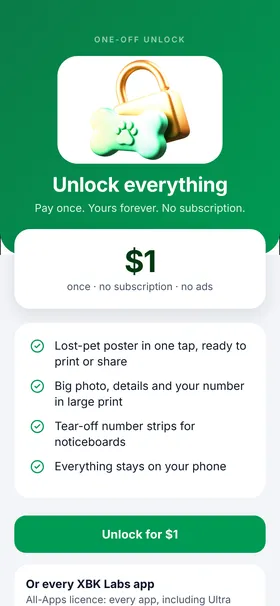 ONE-OFF UNLOCK
Unlock everything
Pay once. Yours forever. No subscription.
$1
once · no subscription · no ads
Lost-pet poster in one tap, ready to
print or share
Big photo, details and your number
in large print
Tear-off number strips for
noticeboards
Everything stays on your phone
Unlock for $1
Or every XBK Labs app
All-Apps licence: every app, including Ultra